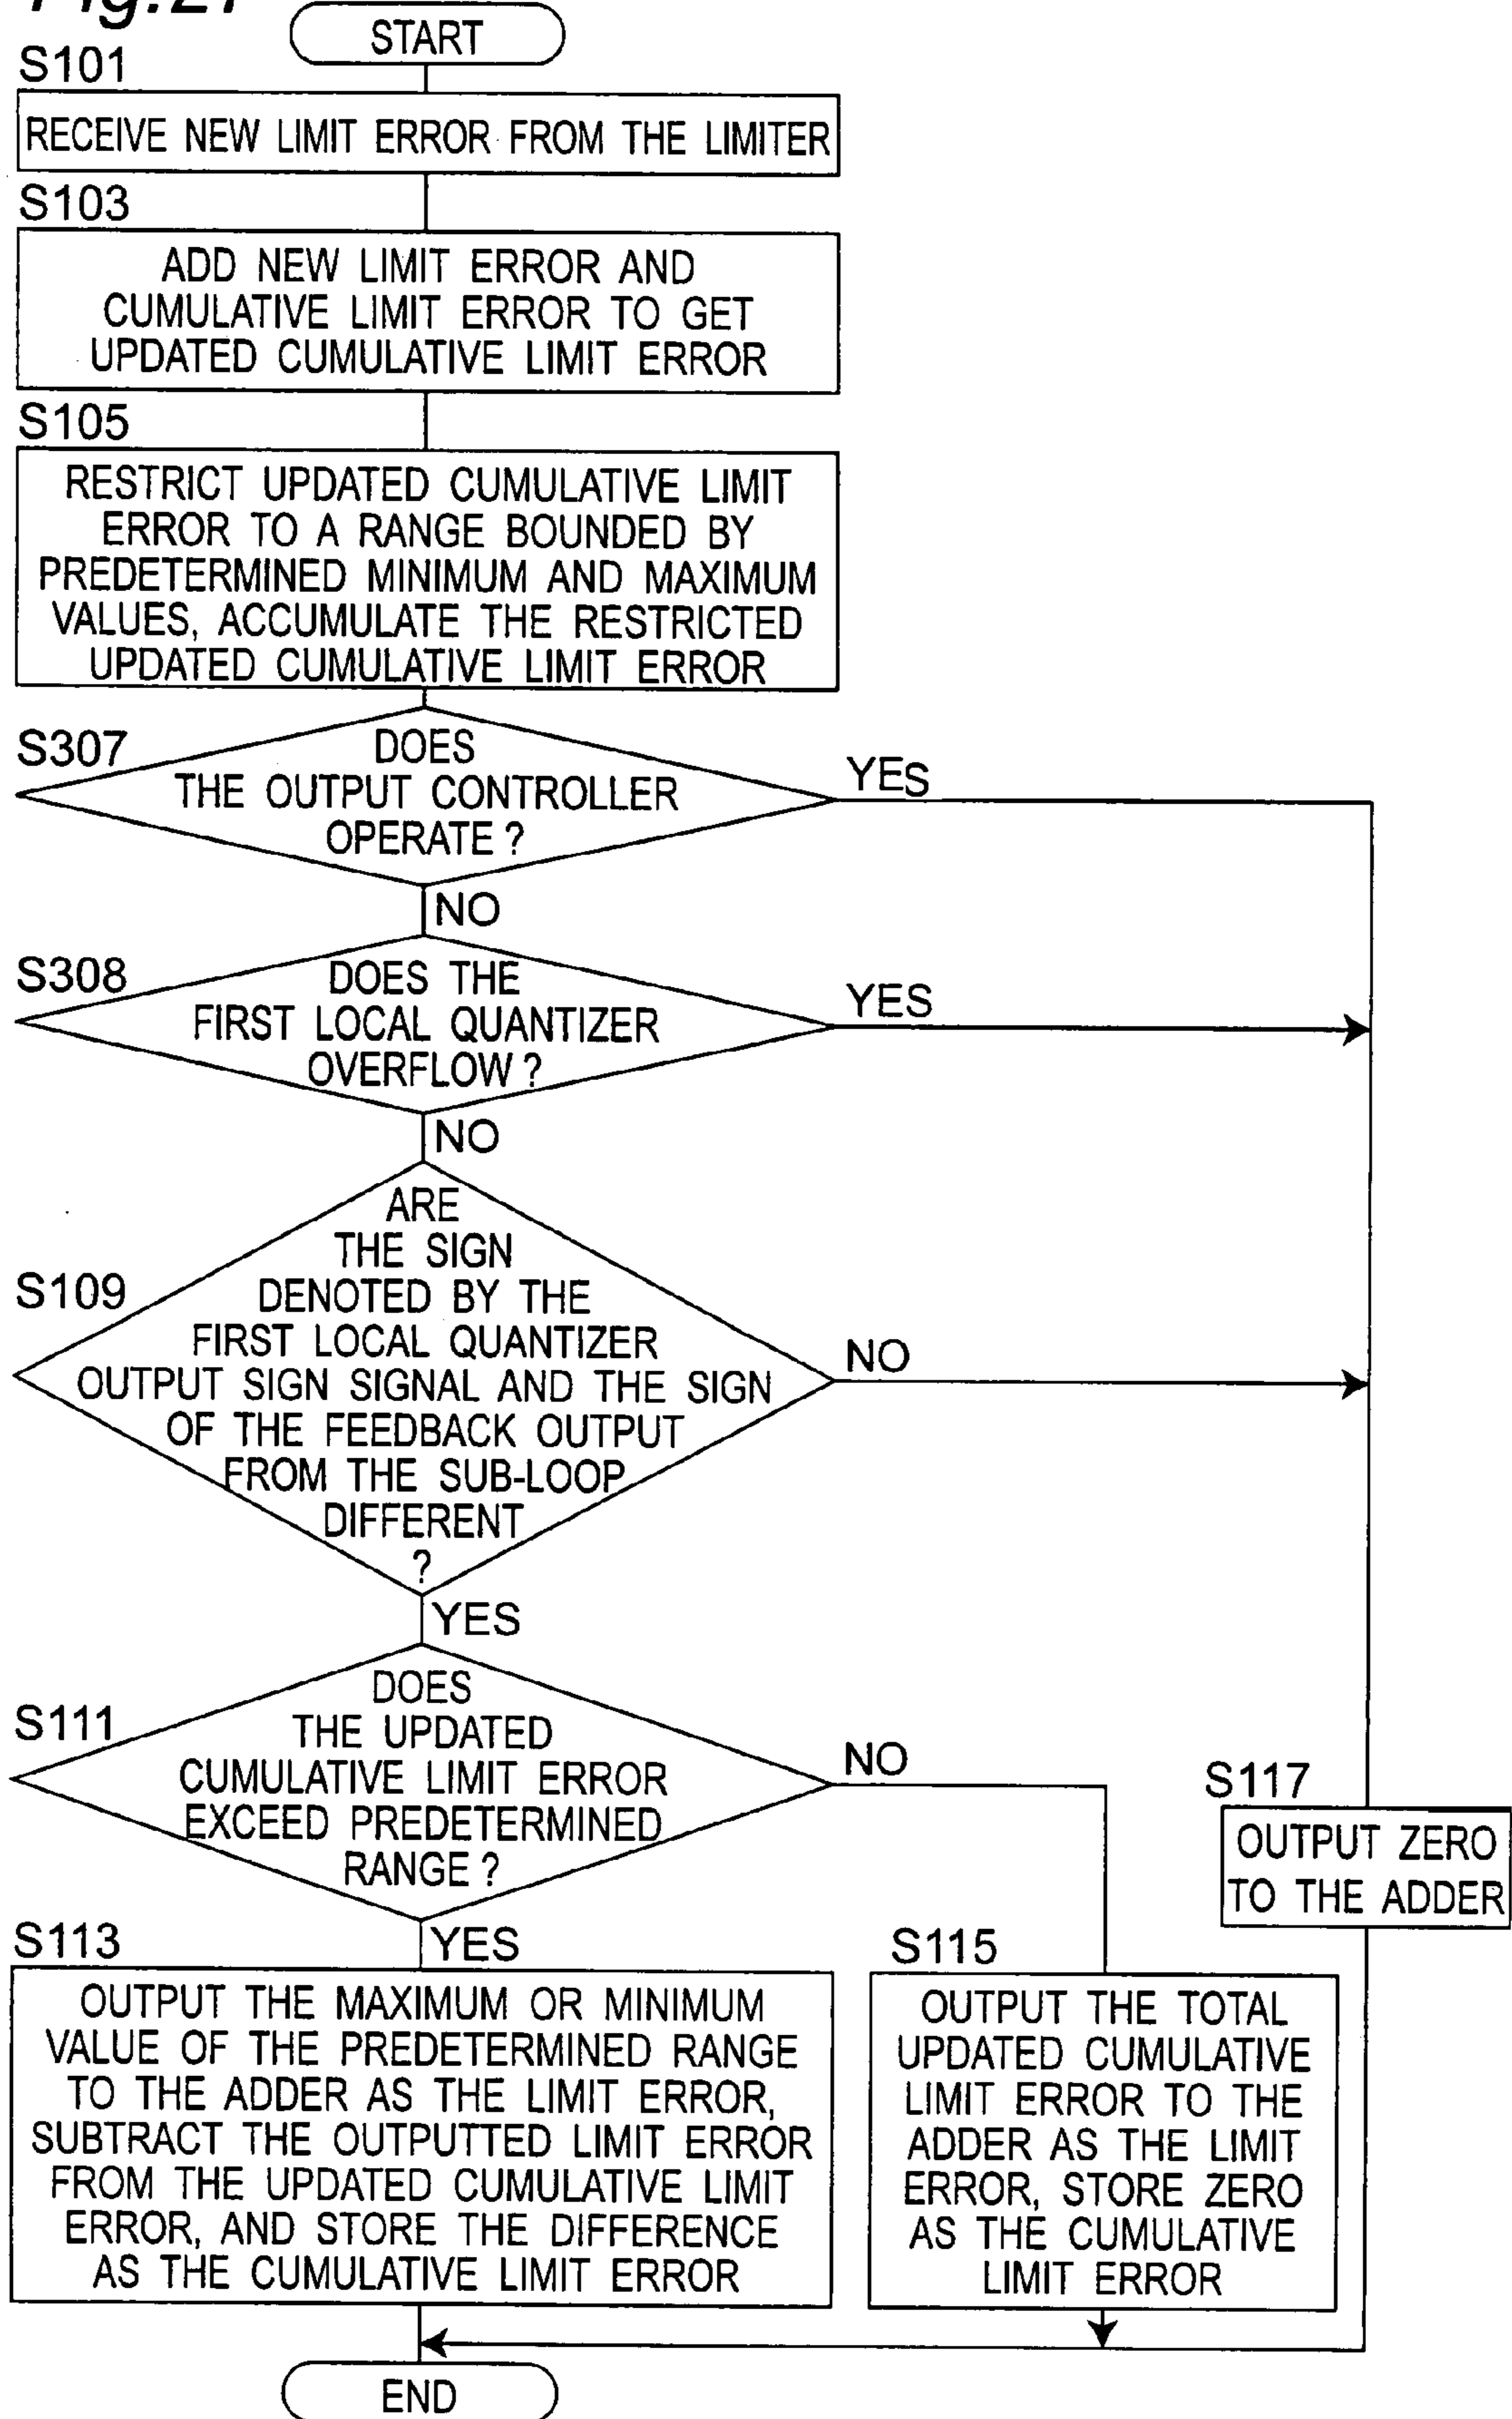 START
S101
RECEIVE NEW LIMIT ERROR FROM THE LIMITER
S103
ADD NEW LIMIT ERROR AND
CUMULATIVE LIMIT ERROR TO GET
UPDATED CUMULATIVE LIMIT ERROR
S105
RESTRICT UPDATED CUMULATIVE LIMIT
ERROR TO A RANGE BOUNDED BY
PREDETERMINED MINIMUM AND MAXIMUM
VALUES, ACCUMULATE THE RESTRICTED
UPDATED CUMULATIVE LIMIT ERROR
S307
DOES
THE OUTPUT CONTROLLER
OPERATE ?
YES
NO
S308
DOES THE
FIRST LOCAL QUANTIZER
OVERFLOW ?
YES
NO
S109
ARE
THE SIGN
DENOTED BY THE
FIRST LOCAL QUANTIZER
OUTPUT SIGN SIGNAL AND THE SIGN
OF THE FEEDBACK OUTPUT
FROM THE SUB-LOOP
DIFFERENT
?
NO
YES
S111
DOES
THE UPDATED
CUMULATIVE LIMIT ERROR
EXCEED PREDETERMINED
RANGE ?
NO
YES
S117
OUTPUT ZERO
TO THE ADDER
S113
OUTPUT THE MAXIMUM OR MINIMUM
VALUE OF THE PREDETERMINED RANGE
TO THE ADDER AS THE LIMIT ERROR,
SUBTRACT THE OUTPUTTED LIMIT ERROR
FROM THE UPDATED CUMULATIVE LIMIT
ERROR, AND STORE THE DIFFERENCE
AS THE CUMULATIVE LIMIT ERROR
S115
OUTPUT THE TOTAL
UPDATED CUMULATIVE
LIMIT ERROR TO THE
ADDER AS THE LIMIT
ERROR, STORE ZERO
AS THE CUMULATIVE
LIMIT ERROR
END